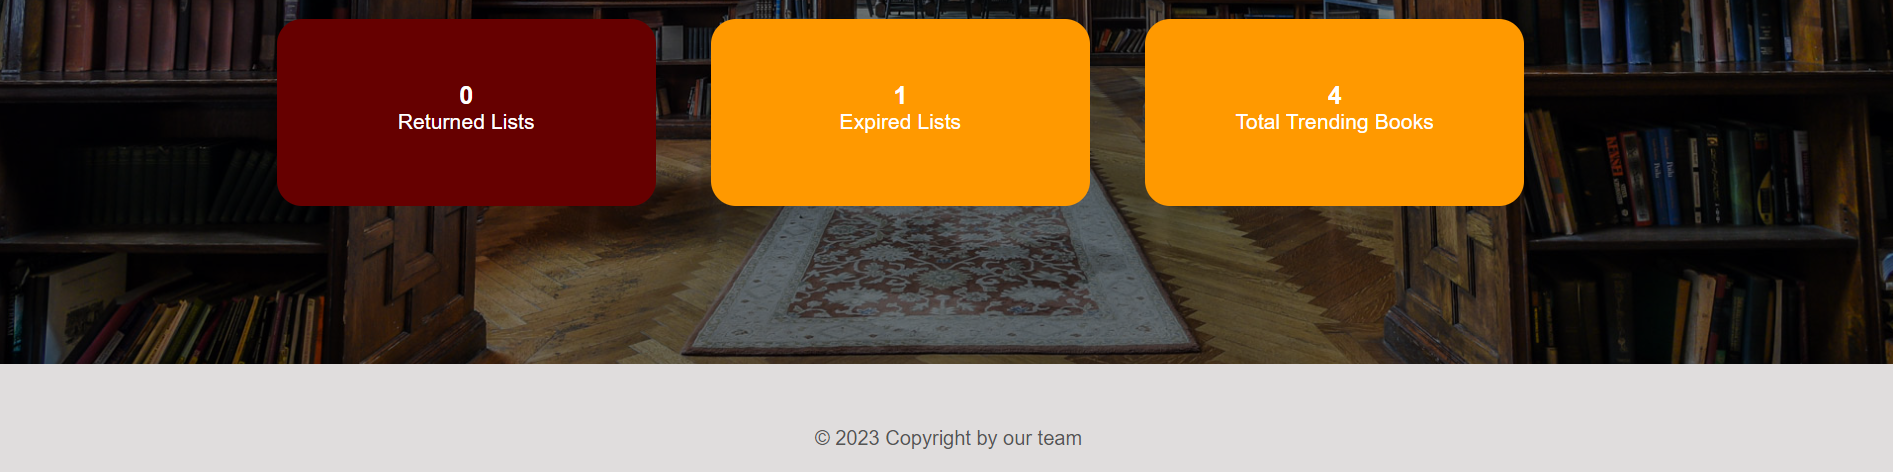 0
Returned Lists
1
Expired Lists
4
Total Trending Books
© 2023 Copyright by our team